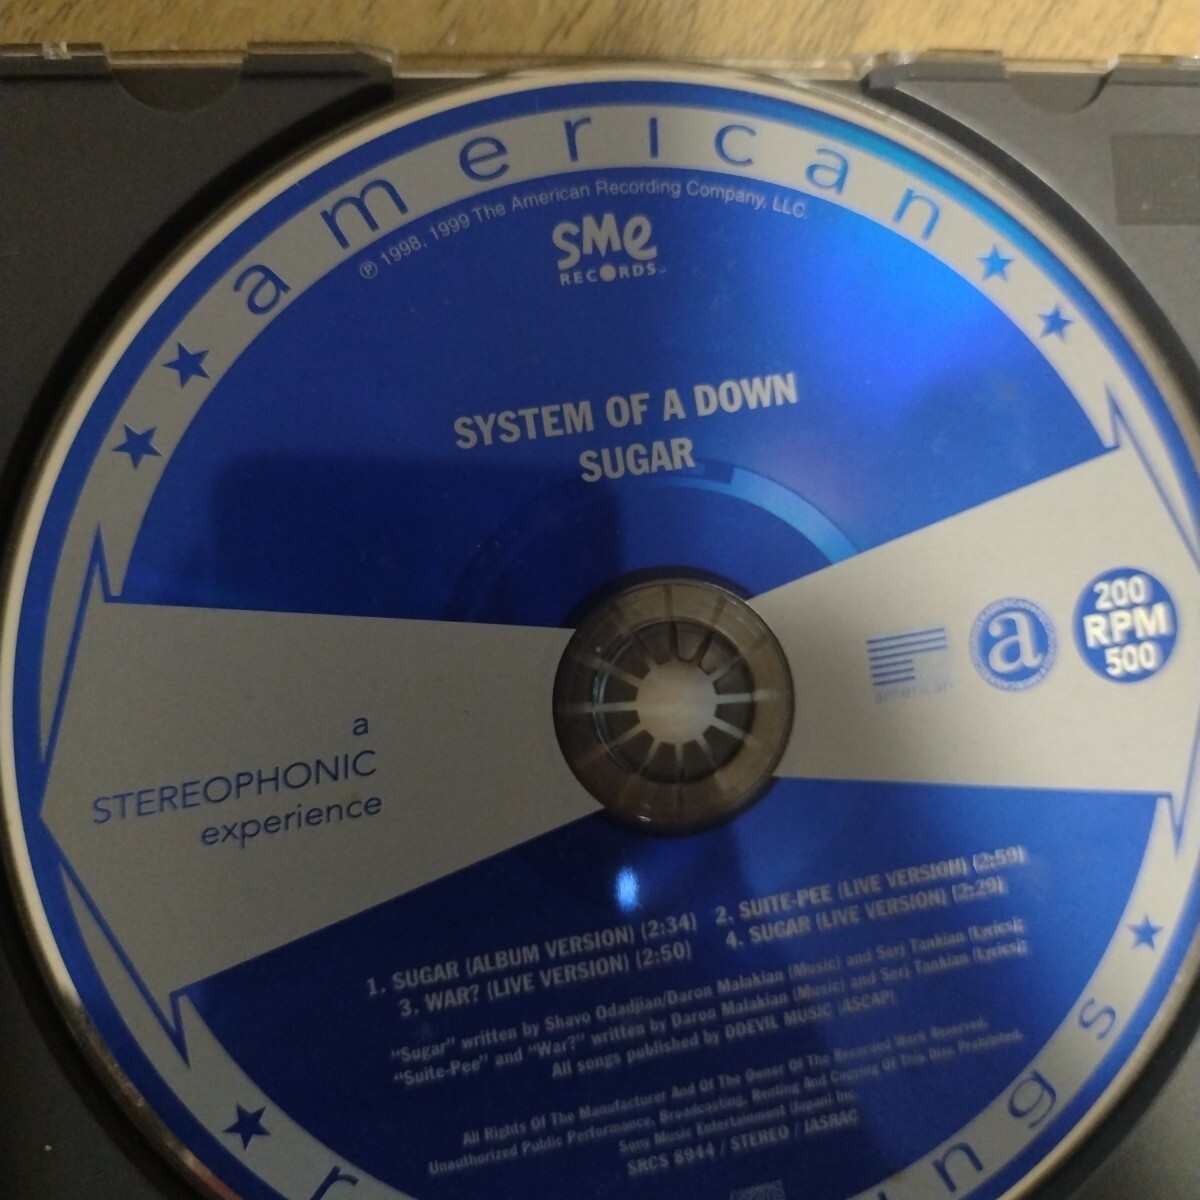 american
℗ 1998, 1999 The American Recording Company, LLC.
SMe
RECORDS
SYSTEM OF A DOWN
SUGAR
american
a
200
RPM
500
a
STEREOPHONIC
experience
1. SUGAR (ALBUM VERSION) (2:34) 2. SUITE-PEE (LIVE VERSION) (2:59)
3. WAR? (LIVE VERSION) (2:50) 4. SUGAR (LIVE VERSION) (2:29)
"Sugar" written by Shavo Odadjian/Daron Malakian (Music) and Serj Tankian (Lyrics);
"Suite-Pee" and "War?" written by Daron Malakian (Music) and Serj Tankian (Lyrics);
All songs published by DDEVIL MUSIC (ASCAP)
All Rights Of The Manufacturer And Of The Owner Of The Recorded Work Reserved.
Unauthorized Public Performance, Broadcasting, Renting And Copying Of This Disc Prohibited.
Sony Music Entertainment (Japan) Inc.
SRCS 8944 / STEREO / JASRAC
r
ngs